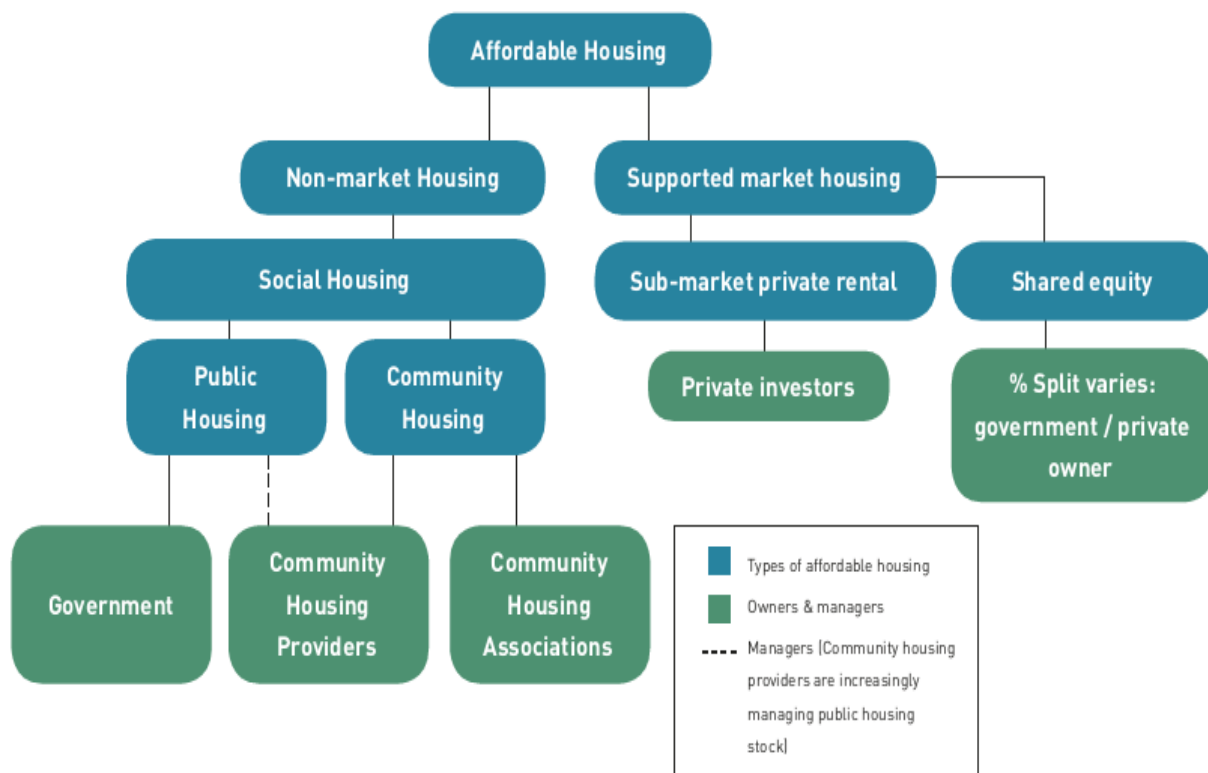 Affordable Housing
Non-market Housing
Supported market housing
Social Housing
Sub-market private rental
Shared equity
Public
Housing
Community
Housing
Private investors
% Split varies:
government / private
owner
Government
Community
Housing
Providers
Community
Housing
Associations
Types of affordable housing
Owners & managers
Managers (Community housing
providers are increasingly
managing public housing
stock)